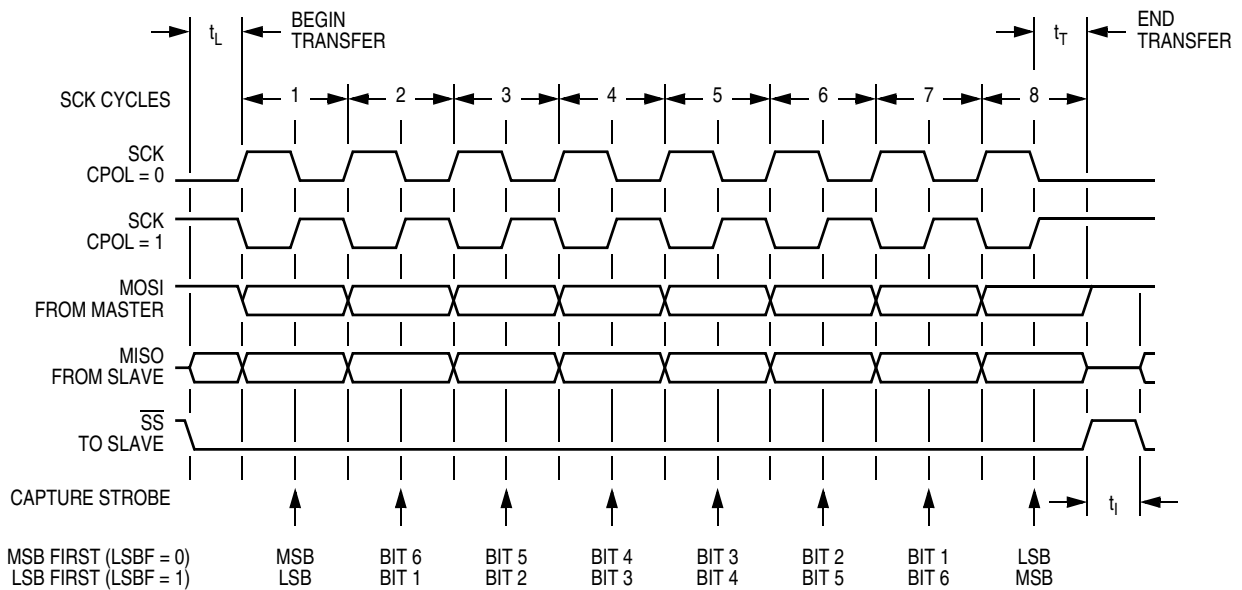 tL
BEGIN
TRANSFER
tT
END
TRANSFER
SCK CYCLES
1 2 3 4 5 6 7 8
SCK
CPOL = 0
SCK
CPOL = 1
MOSI
FROM MASTER
MISO
FROM SLAVE
SS
TO SLAVE
CAPTURE STROBE
tI
MSB FIRST (LSBF = 0) MSB BIT 6 BIT 5 BIT 4 BIT 3 BIT 2 BIT 1 LSB
LSB FIRST (LSBF = 1) LSB BIT 1 BIT 2 BIT 3 BIT 4 BIT 5 BIT 6 MSB